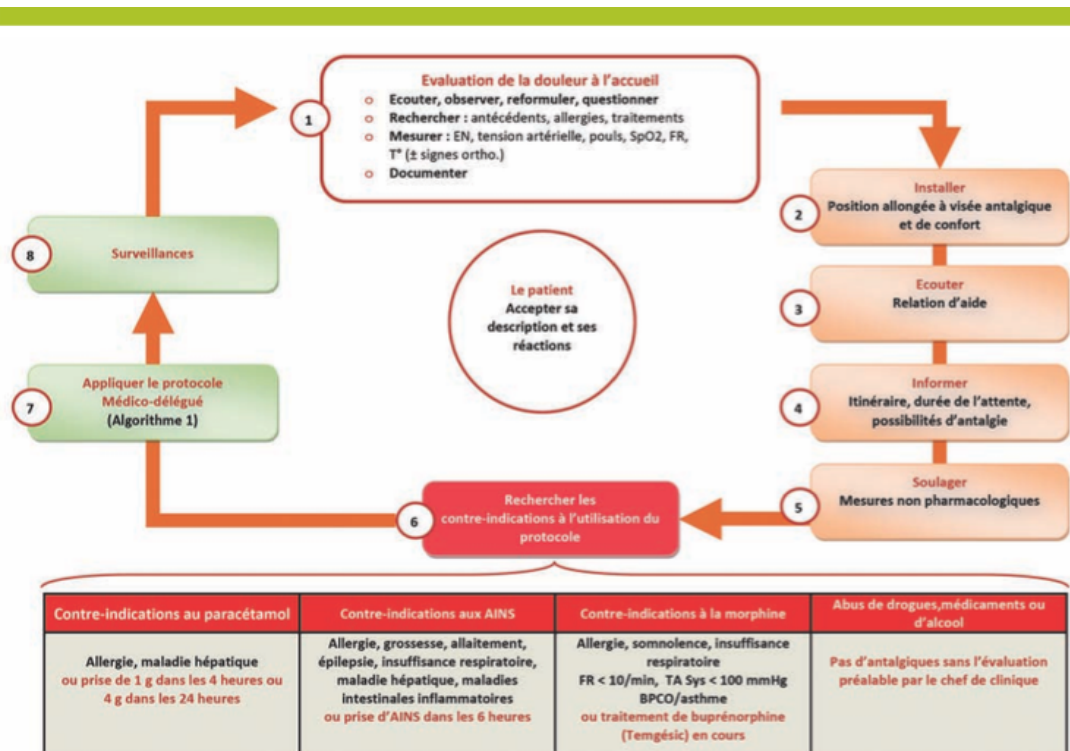 Evaluation de la douleur à l'accueil
o Ecouter, observer, reformuler, questionner
o Rechercher : antécédents, allergies, traitements
o Mesurer : EN, tension artérielle, pouls, SpO2, FR,
T° (± signes ortho.)
o Documenter
1
Installer
Position allongée à visée antalgique
et de confort
2
Ecouter
Relation d'aide
3
Informer
Itinéraire, durée de l'attente,
possibilités d'antalgie
4
Soulager
Mesures non pharmacologiques
5
Rechercher les
contre-indications à l'utilisation du
protocole
6
Appliquer le protocole
Médico-délégué
(Algorithme 1)
7
Surveillances
8
Le patient
Accepter sa
description et ses
réactions
Contre-indications au paracétamol
Allergie, maladie hépatique
ou prise de 1 g dans les 4 heures ou
4 g dans les 24 heures
Contre-indications aux AINS
Allergie, grossesse, allaitement,
épilepsie, insuffisance respiratoire,
maladie hépatique, maladies
intestinales inflammatoires
ou prise d'AINS dans les 6 heures
Contre-indications à la morphine
Allergie, somnolence, insuffisance
respiratoire
FR < 10/min, TA Sys < 100 mmHg
BPCO/asthme
ou traitement de buprénorphine
(Temgésic) en cours
Abus de drogues,médicaments ou
d'alcool
Pas d'antalgiques sans l'évaluation
préalable par le chef de clinique